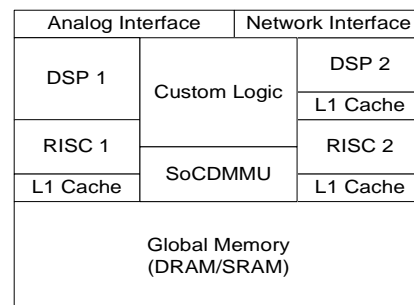 Analog Interface
Network Interface
DSP 1
Custom Logic
DSP 2
L1 Cache
RISC 1
RISC 2
SoCDMMU
L1 Cache
L1 Cache
Global Memory
(DRAM/SRAM)